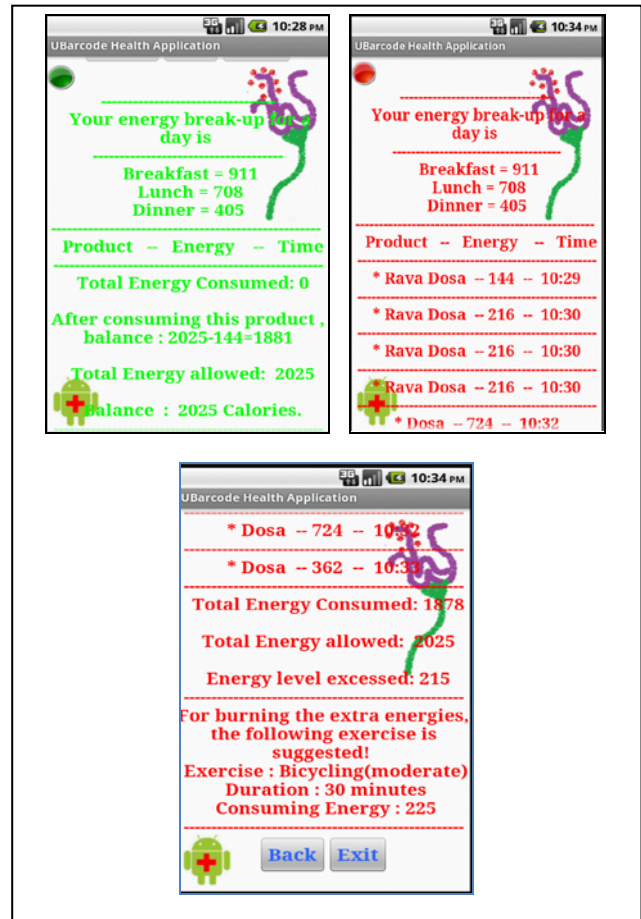 10:28 PM
UBarcode Health Application
Your energy break-up for a
day is
Breakfast = 911
Lunch = 708
Dinner = 405
Product -- Energy -- Time
Total Energy Consumed: 0
After consuming this product ,
balance : 2025-144=1881
Total Energy allowed: 2025
Balance : 2025 Calories.
10:34 PM
UBarcode Health Application
Your energy break-up for a
day is
Breakfast = 911
Lunch = 708
Dinner = 405
Product -- Energy -- Time
* Rava Dosa -- 144 -- 10:29
* Rava Dosa -- 216 -- 10:30
* Rava Dosa -- 216 -- 10:30
* Rava Dosa -- 216 -- 10:30
* Dosa -- 724 -- 10:32
10:34 PM
UBarcode Health Application
* Dosa -- 724 -- 10:32
* Dosa -- 362 -- 10:33
Total Energy Consumed: 1878
Total Energy allowed: 2025
Energy level excessed: 215
For burning the extra energies,
the following exercise is
suggested!
Exercise : Bicycling(moderate)
Duration : 30 minutes
Consuming Energy : 225
Back Exit